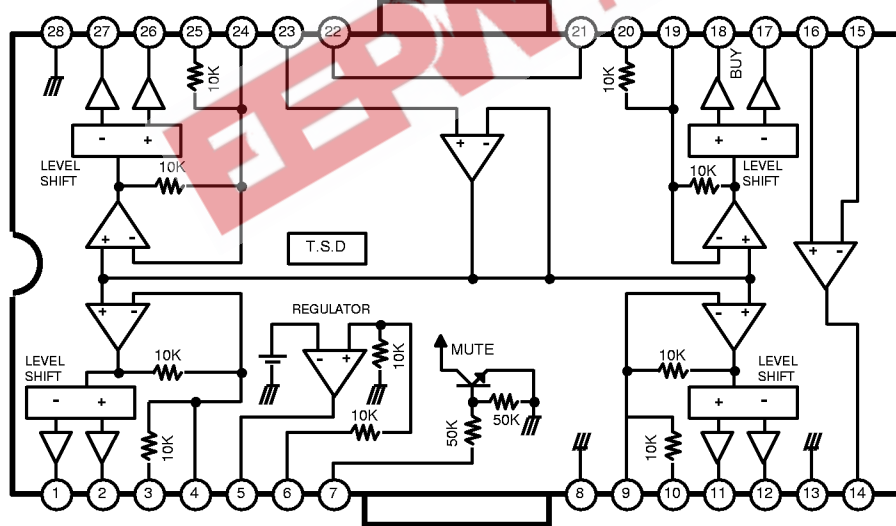 28 27 26 25 24 23 22 21 20 19 18 17 16 15
10K
10K
BUY
EEPW
- +
- +
LEVEL
SHIFT
10K
10K
LEVEL
SHIFT
+ -
+ -
- +
+ -
T.S.D
+ -
- +
REGULATOR
- +
10K
MUTE
LEVEL
SHIFT
10K
10K
LEVEL
SHIFT
- +
10K
10K
50K
50K
10K
- +
1 2 3 4 5 6 7 8 9 10 11 12 13 14